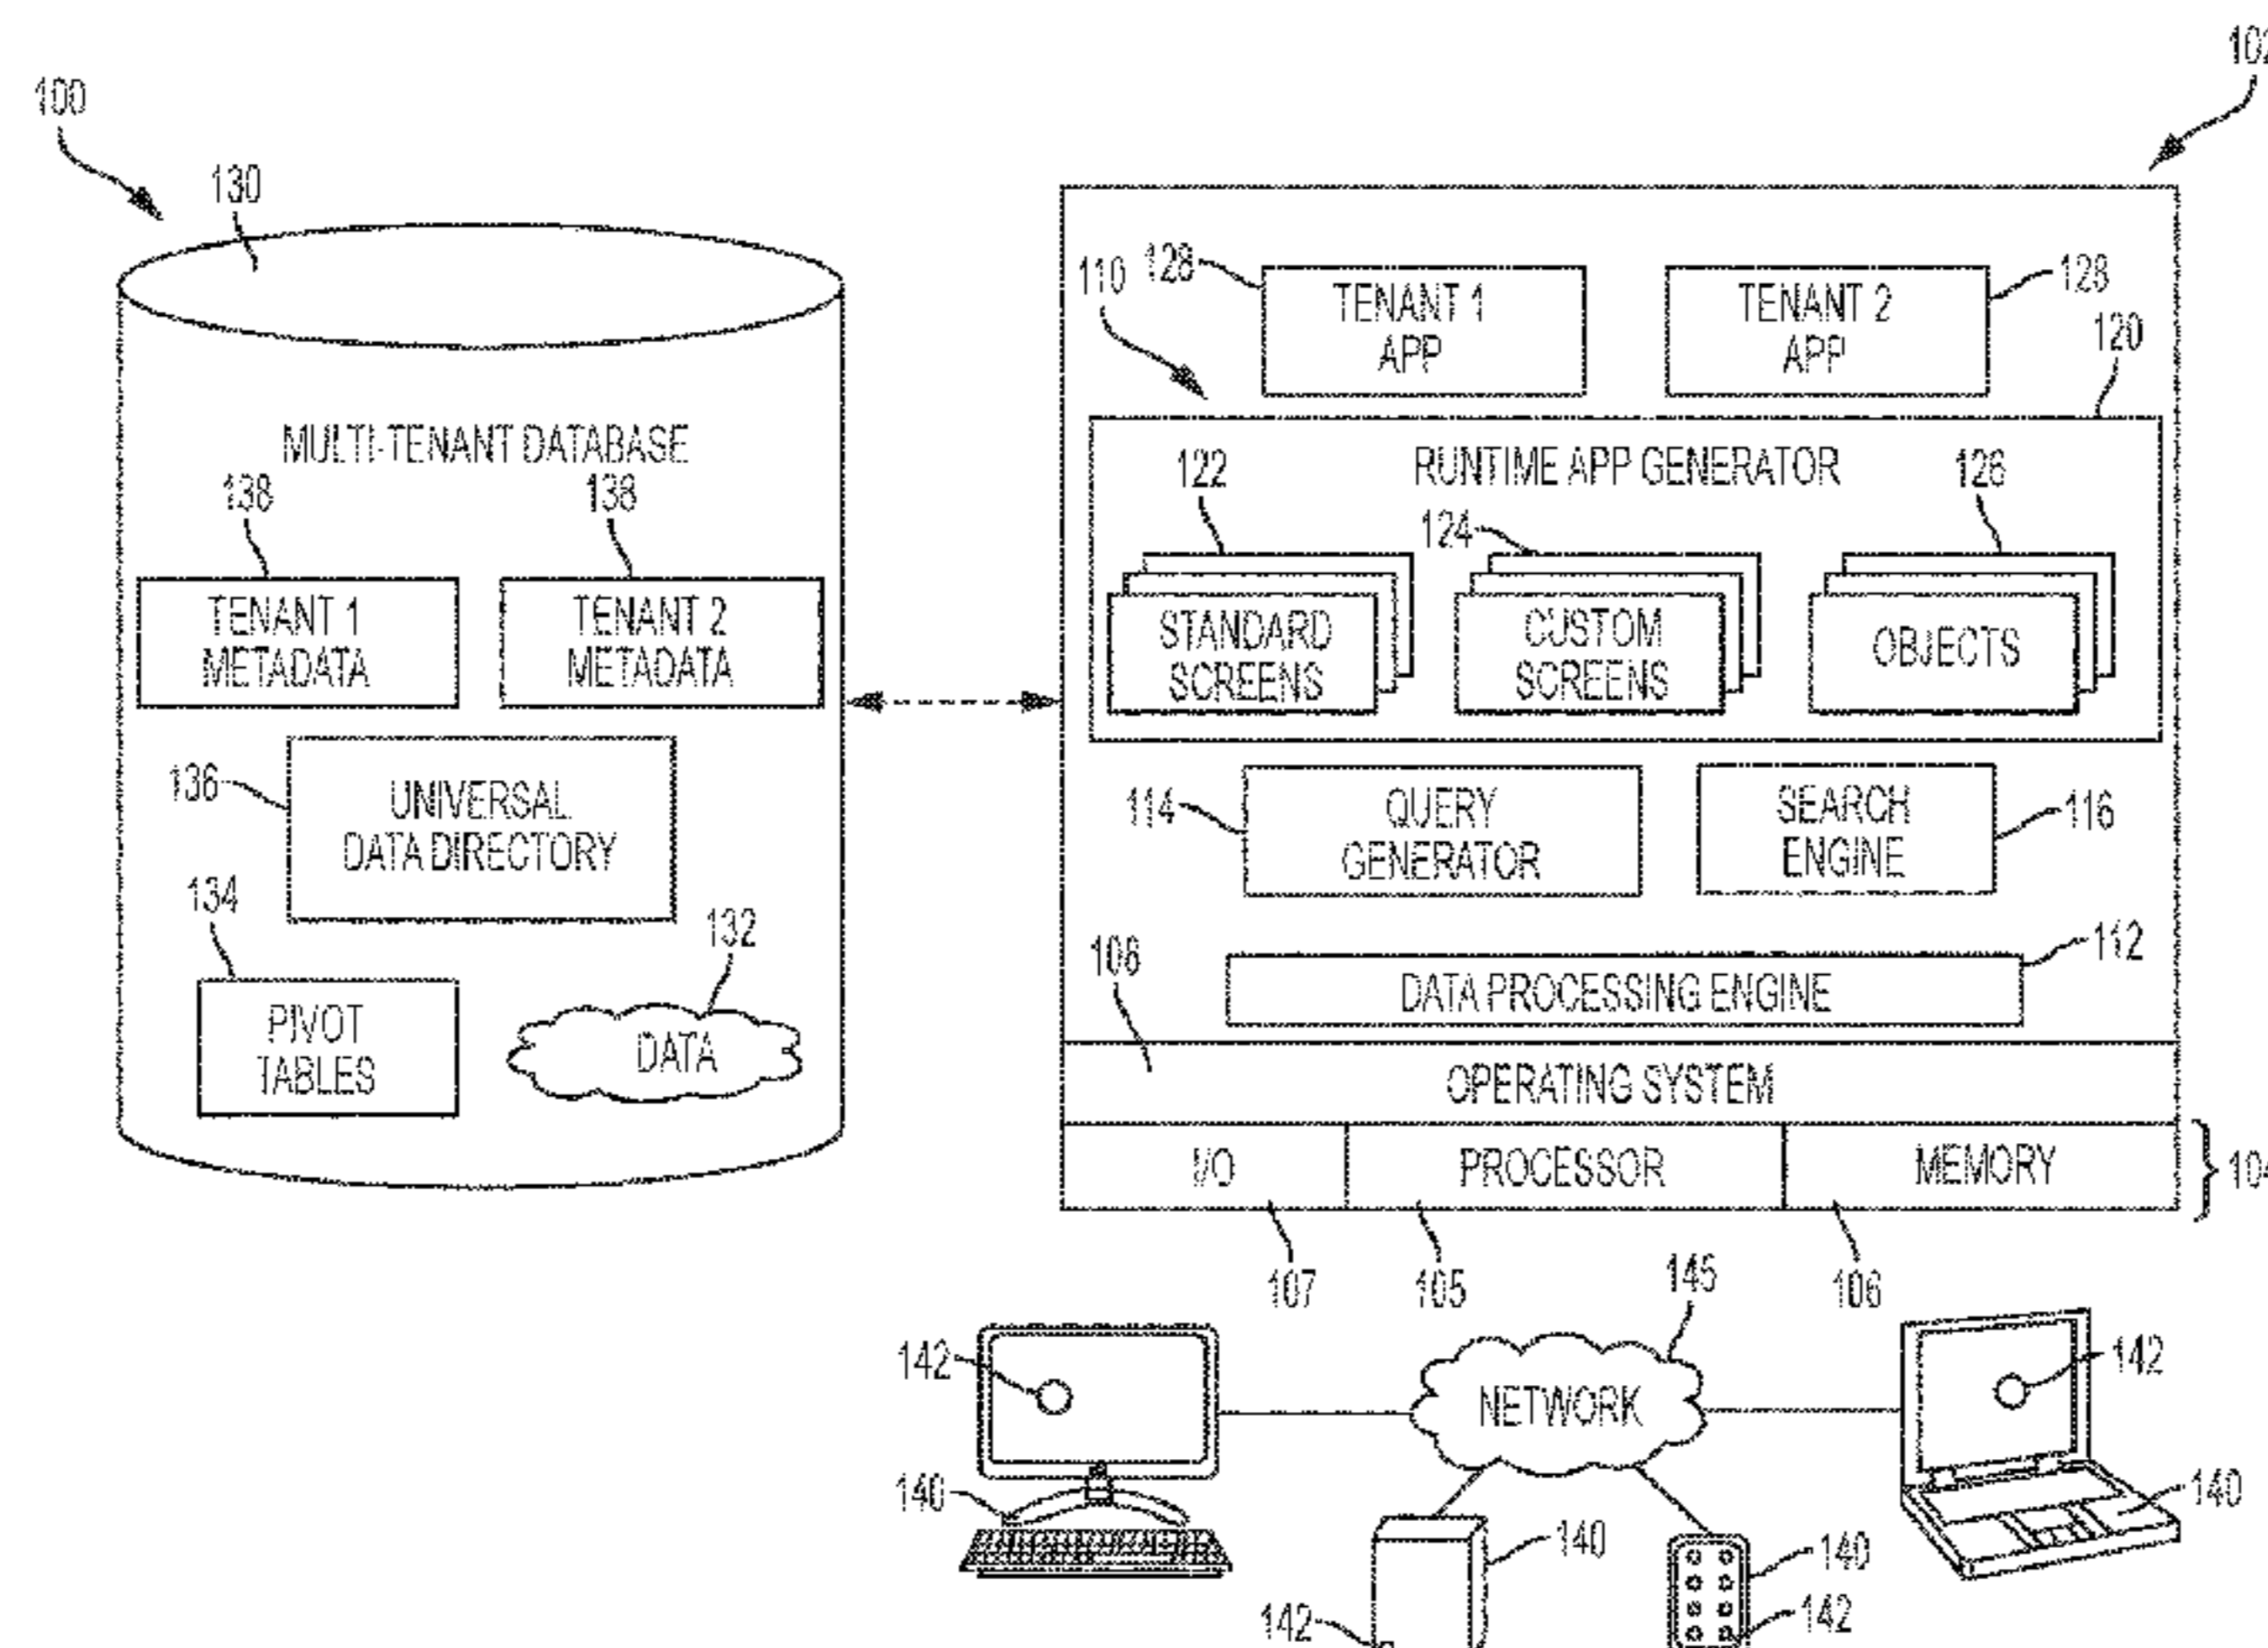 100
102
130
110
128
TENANT 1
APP
TENANT 2
APP
128
120
MULTI-TENANT DATABASE
138
138
TENANT 1
METADATA
TENANT 2
METADATA
RUNTIME APP GENERATOR
122
124
126
STANDARD
SCREENS
CUSTOM
SCREENS
OBJECTS
136
UNIVERSAL
DATA DIRECTORY
114
QUERY
GENERATOR
SEARCH
ENGINE
116
134
132
PIVOT
TABLES
DATA
108
112
DATA PROCESSING ENGINE
OPERATING SYSTEM
I/O
PROCESSOR
MEMORY
104
107
105
106
145
142
NETWORK
142
140
140
140
140
142
142